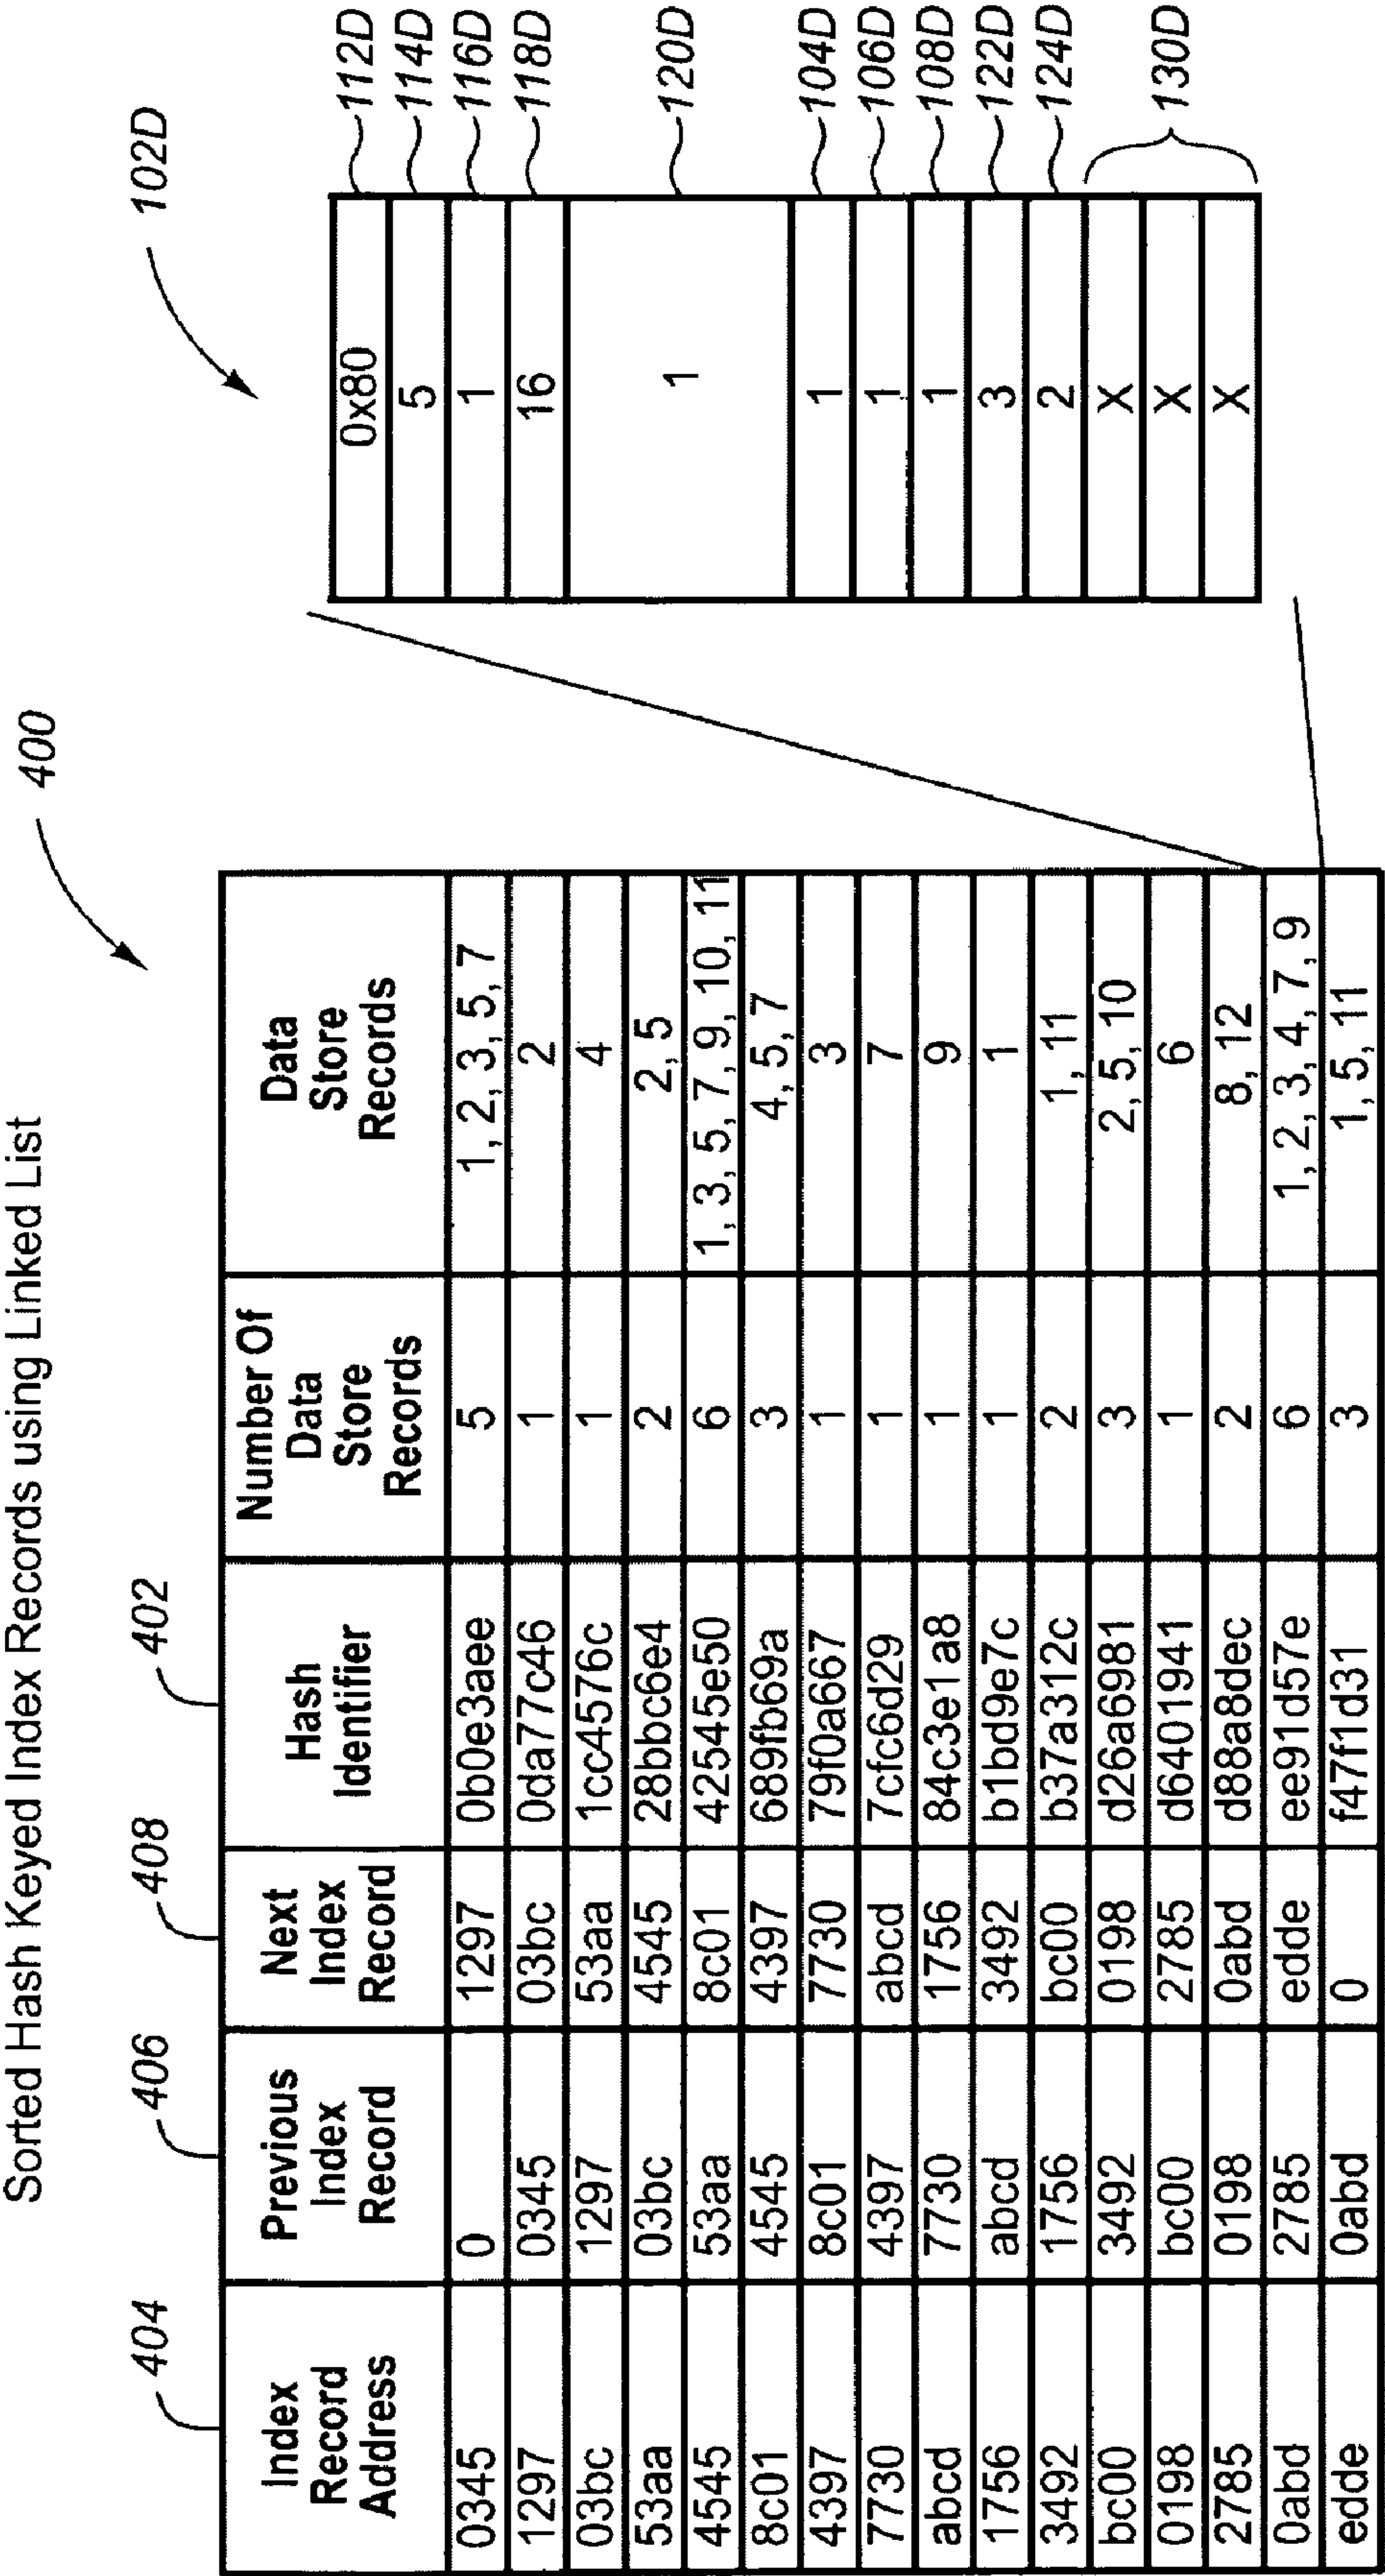 Sorted Hash Keyed Index Records using Linked List
400
102D
404
406
408
402
Index Record Address | Previous Index Record | Next Index Record | Hash Identifier | Number Of Data Store Records | Data Store Records
0345 | 0 | 1297 | 0b0e3aee | 5 | 1, 2, 3, 5, 7
1297 | 0345 | 03bc | 0da77c46 | 1 | 2
03bc | 1297 | 53aa | 1cc4576c | 1 | 4
53aa | 03bc | 4545 | 28bbc6e4 | 2 | 2, 5
4545 | 53aa | 8c01 | 42545e50 | 6 | 1, 3, 5, 7, 9, 10, 11
8c01 | 4545 | 4397 | 689fb69a | 3 | 4, 5, 7
4397 | 8c01 | 7730 | 79f0a667 | 1 | 3
7730 | 4397 | abcd | 7cfc6d29 | 1 | 7
abcd | 7730 | 1756 | 84c3e1a8 | 1 | 9
1756 | abcd | 3492 | b1bd9e7c | 1 | 1
3492 | 1756 | bc00 | b37a312c | 2 | 1, 11
bc00 | 3492 | 0198 | d26a6981 | 3 | 2, 5, 10
0198 | bc00 | 2785 | d6401941 | 1 | 6
2785 | 0198 | 0abd | d88a8dec | 2 | 8, 12
0abd | 2785 | edde | ee91d57e | 6 | 1, 2, 3, 4, 7, 9
edde | 0abd | 0 | f47f1d31 | 3 | 1, 5, 11
0x80 112D
5 114D
1 116D
16 118D
1 120D
1 104D
1 106D
1 108D
3 122D
2 124D
X
X 130D
X